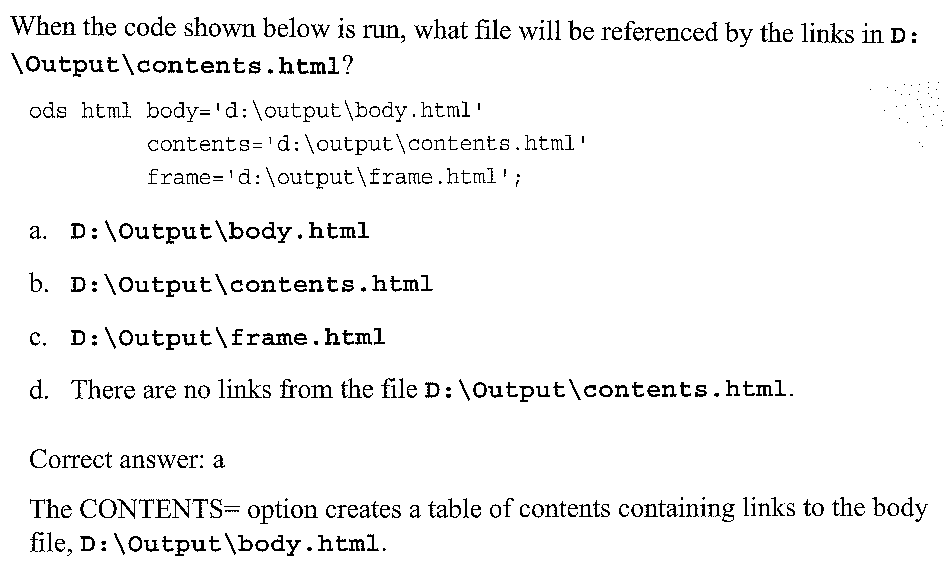 When the code shown below is run, what file will be referenced by the links in D:
\Output\contents.html?
ods html body='d:\output\body.html'
contents='d:\output\contents.html'
frame='d:\output\frame.html';
a. D:\Output\body.html
b. D:\Output\contents.html
c. D:\Output\frame.html
d. There are no links from the file D:\Output\contents.html.
Correct answer: a
The CONTENTS= option creates a table of contents containing links to the body
file, D:\Output\body.html.